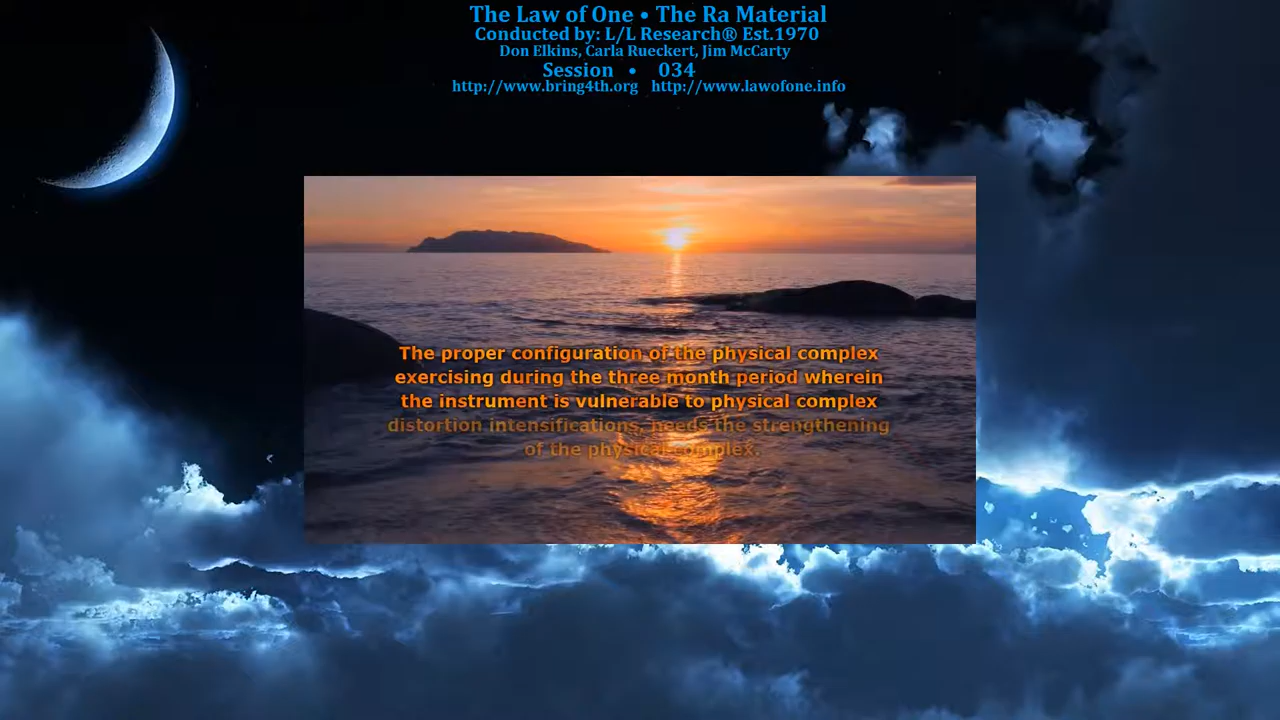 The Law of One • The Ra Material
Conducted by: L/L Research® Est.1970
Don Elkins, Carla Rueckert, Jim McCarty
Session • 034
http://www.bring4th.org http://www.lawofone.info
The proper configuration of the physical complex
exercising during the three month period wherein
the instrument is vulnerable to physical complex
distortion intensifications, needs the strengthening
of the physical complex.